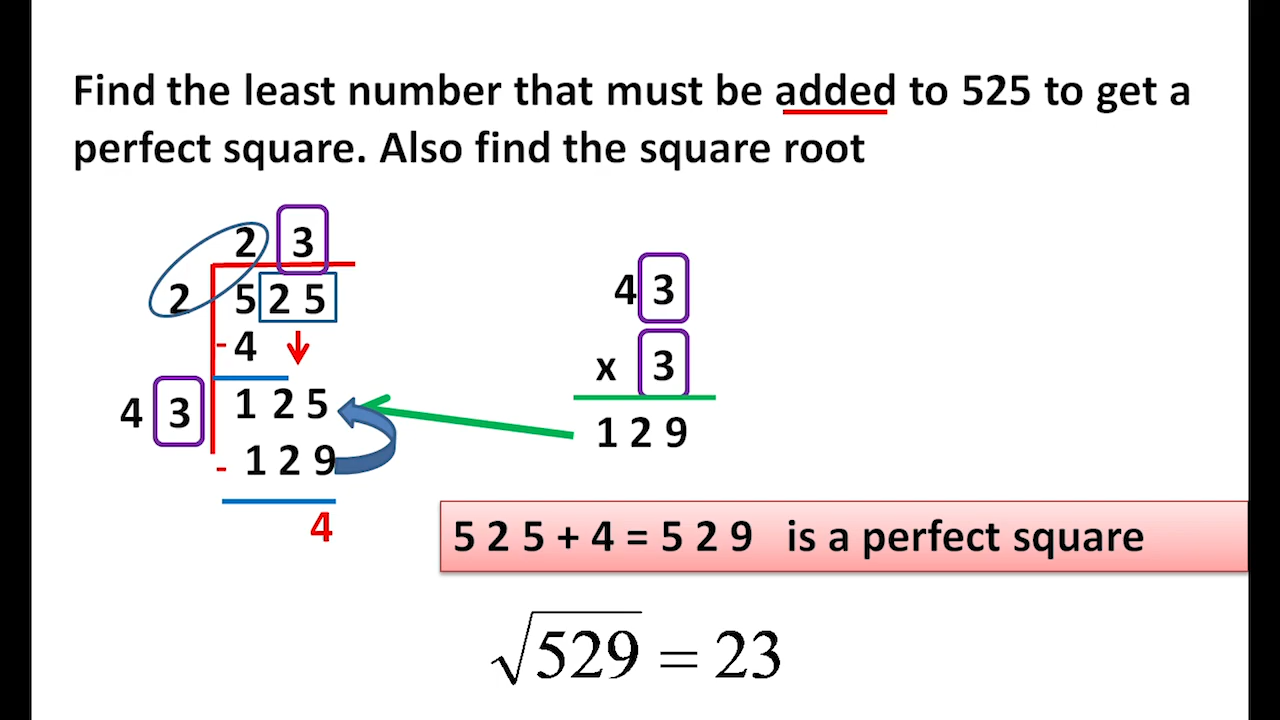 Find the least number that must be added to 525 to get a
perfect square. Also find the square root
2 3
2 5 2 5
- 4
4 3 1 2 5
- 1 2 9
4
4 3
x 3
1 2 9
5 2 5 + 4 = 5 2 9 is a perfect square
√529 = 23